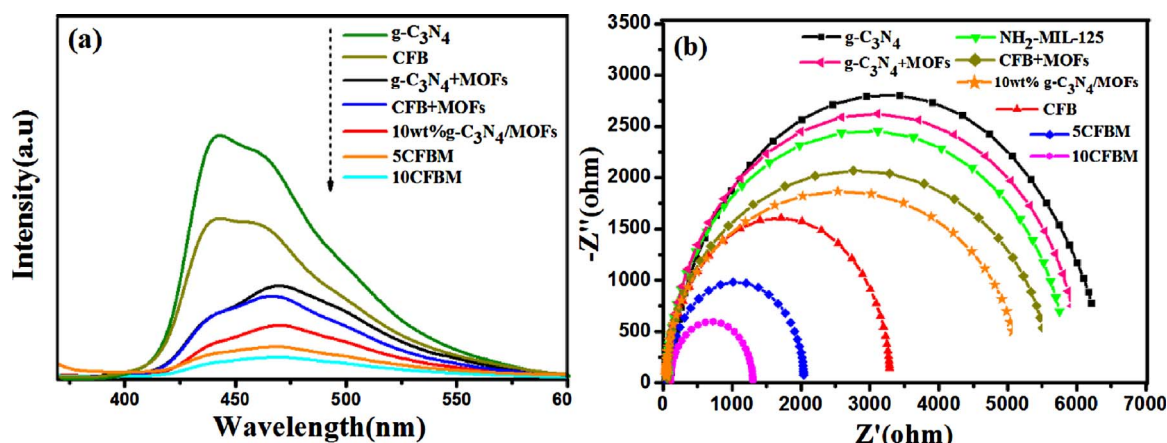 (a)
g-C₃N₄
CFB
g-C₃N₄+MOFs
CFB+MOFs
10wt%g-C₃N₄/MOFs
5CFBM
10CFBM
Intensity(a.u)
400 450 500 550 60
Wavelength(nm)
(b)
g-C₃N₄
g-C₃N₄+MOFs
NH₂-MIL-125
CFB+MOFs
10wt% g-C₃N₄/MOFs
CFB
5CFBM
10CFBM
3500
3000
2500
2000
1500
1000
500
0
-Z''(ohm)
0 1000 2000 3000 4000 5000 6000 7000
Z'(ohm)